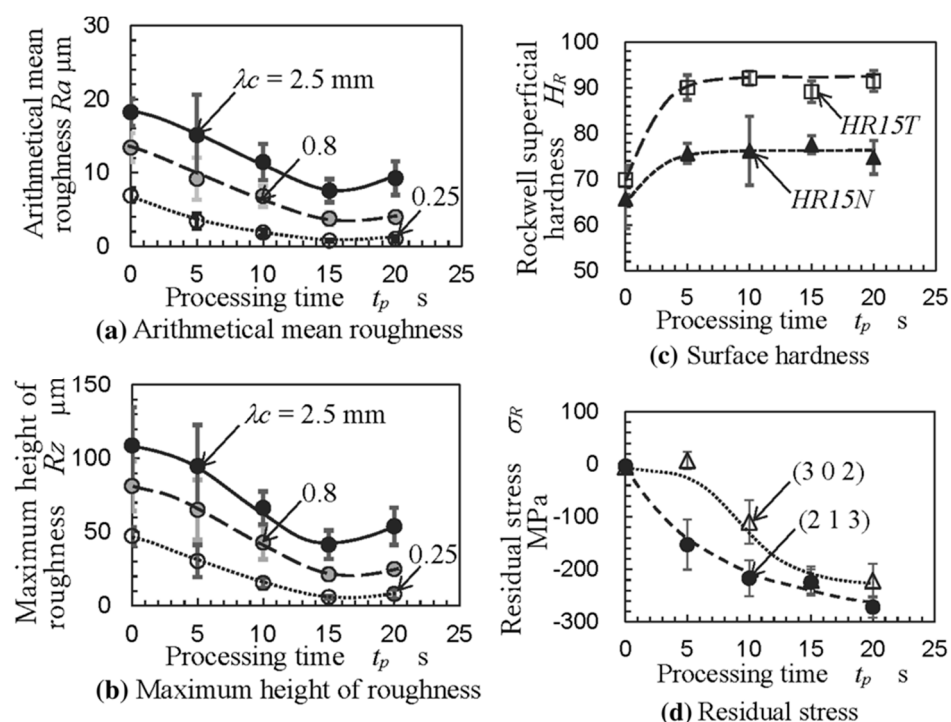 30
20
10
0
Arithmetical mean
roughness Ra μm
λc = 2.5 mm
0.8
0.25
0 5 10 15 20 25
Processing time tp s
(a) Arithmetical mean roughness
150
100
50
0
Maximum height of
roughness Rz μm
λc = 2.5 mm
0.8
0.25
0 5 10 15 20 25
Processing time tp s
(b) Maximum height of roughness
100
90
80
70
60
50
Rockwell superficial
hardness HR
HR15T
HR15N
0 5 10 15 20 25
Processing time tp s
(c) Surface hardness
100
0
-100
-200
-300
Residual stress σR
MPa
(3 0 2)
(2 1 3)
0 5 10 15 20 25
Processing time tp s
(d) Residual stress